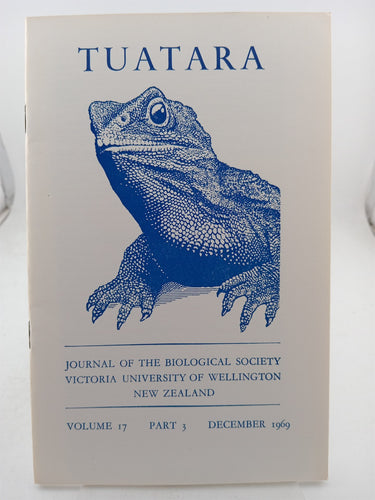 TUATARA
JOURNAL OF THE BIOLOGICAL SOCIETY
VICTORIA UNIVERSITY OF WELLINGTON
NEW ZEALAND
VOLUME 17 PART 3 DECEMBER 1969